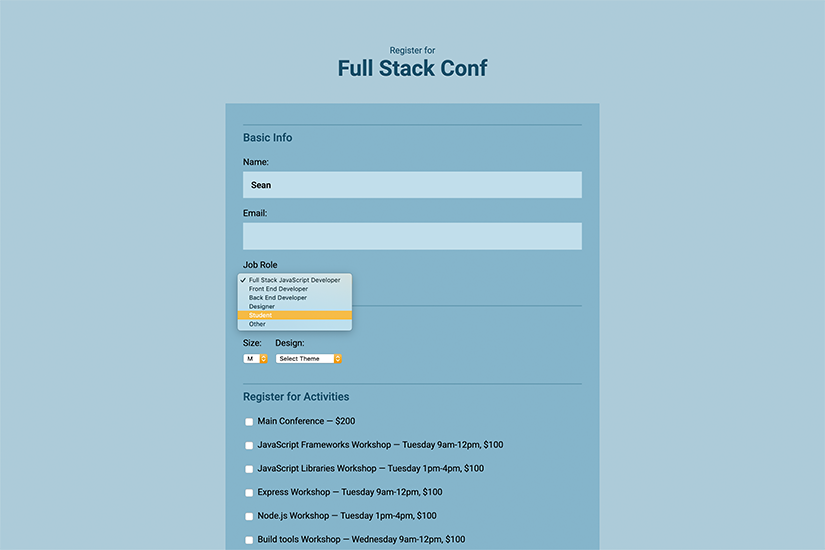 Register for
Full Stack Conf
Basic Info
Name:
Sean
Email:
Job Role
✓ Full Stack JavaScript Developer
Front End Developer
Back End Developer
Designer
Student
Other
Size: Design:
M Select Theme
Register for Activities
Main Conference — $200
JavaScript Frameworks Workshop — Tuesday 9am-12pm, $100
JavaScript Libraries Workshop — Tuesday 1pm-4pm, $100
Express Workshop — Tuesday 9am-12pm, $100
Node.js Workshop — Tuesday 1pm-4pm, $100
Build tools Workshop — Wednesday 9am-12pm, $100